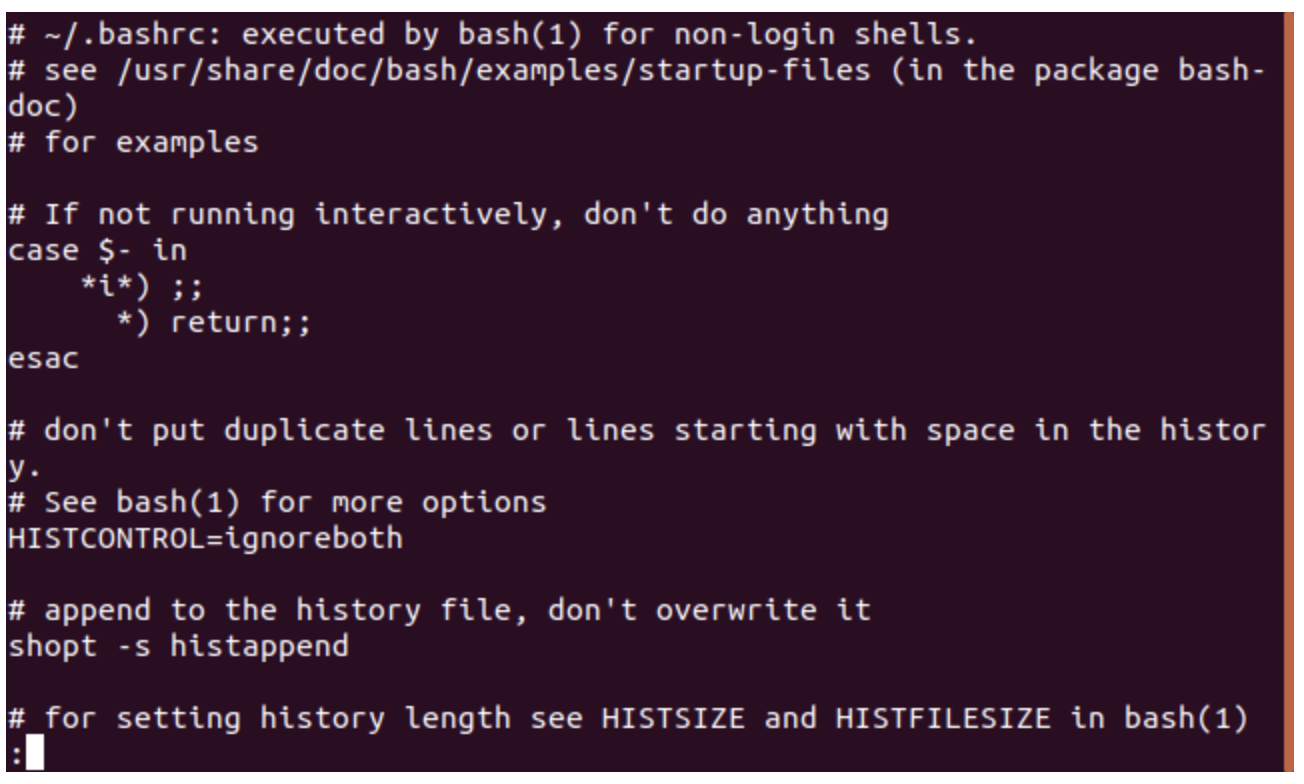 # ~/.bashrc: executed by bash(1) for non-login shells.
# see /usr/share/doc/bash/examples/startup-files (in the package bash-
doc)
# for examples

# If not running interactively, don't do anything
case $- in
    *i*) ;;
      *) return;;
esac

# don't put duplicate lines or lines starting with space in the histor
y.
# See bash(1) for more options
HISTCONTROL=ignoreboth

# append to the history file, don't overwrite it
shopt -s histappend

# for setting history length see HISTSIZE and HISTFILESIZE in bash(1)
: